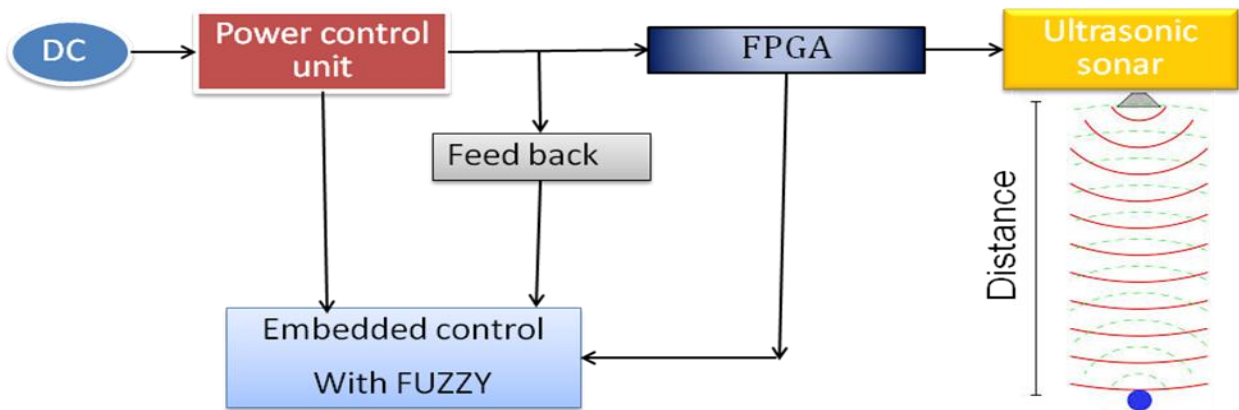 DC
Power control
unit
FPGA
Ultrasonic
sonar
Feed back
Distance
Embedded control
With FUZZY